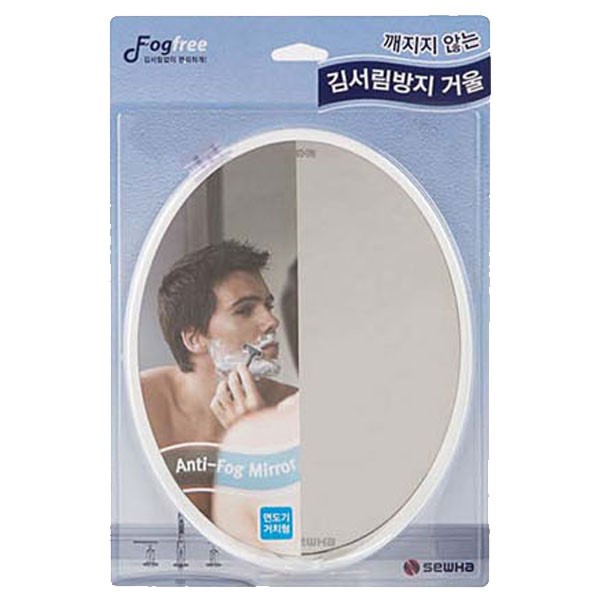 Fogfree
김서림없이 편리하게!
깨지지 않는
김서림방지 거울
Anti-Fog Mirror
면도기
거치형
SEWHA
SEWHA